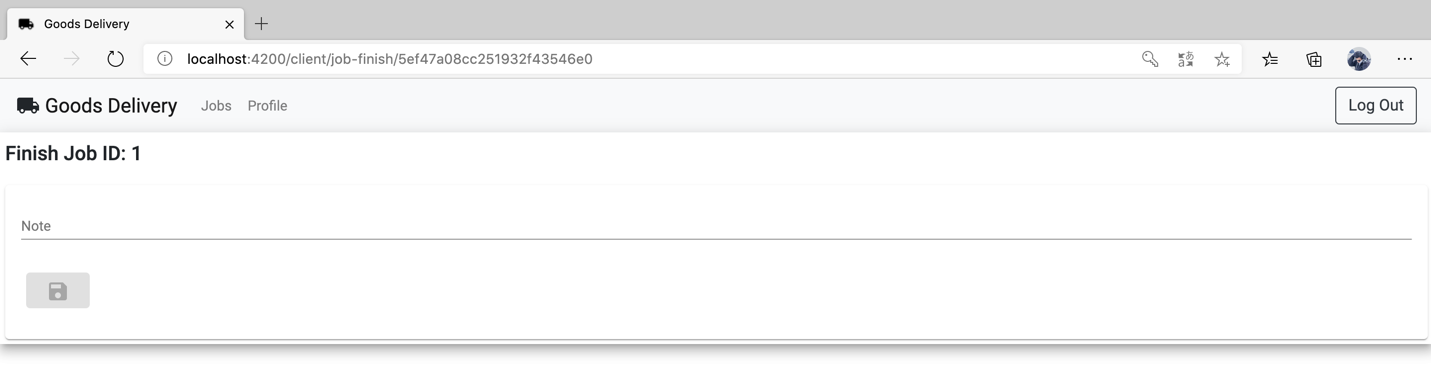 Goods Delivery
localhost:4200/client/job-finish/5ef47a08cc251932f43546e0
Goods Delivery Jobs Profile Log Out
Finish Job ID: 1
Note